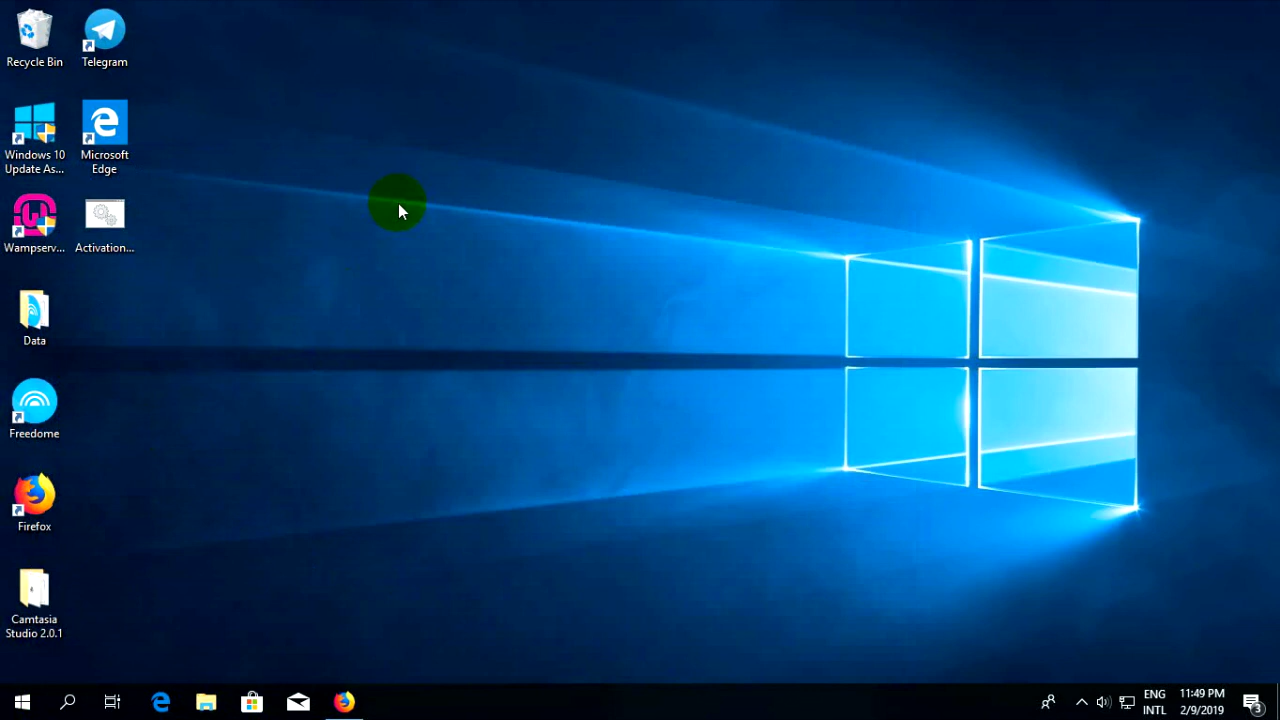 Recycle Bin
Telegram
Windows 10
Update As...
Microsoft
Edge
Wampserv...
Activation...
Data
Freedome
Firefox
Camtasia
Studio 2.0.1
ENG
INTL
11:49 PM
2/9/2019
3